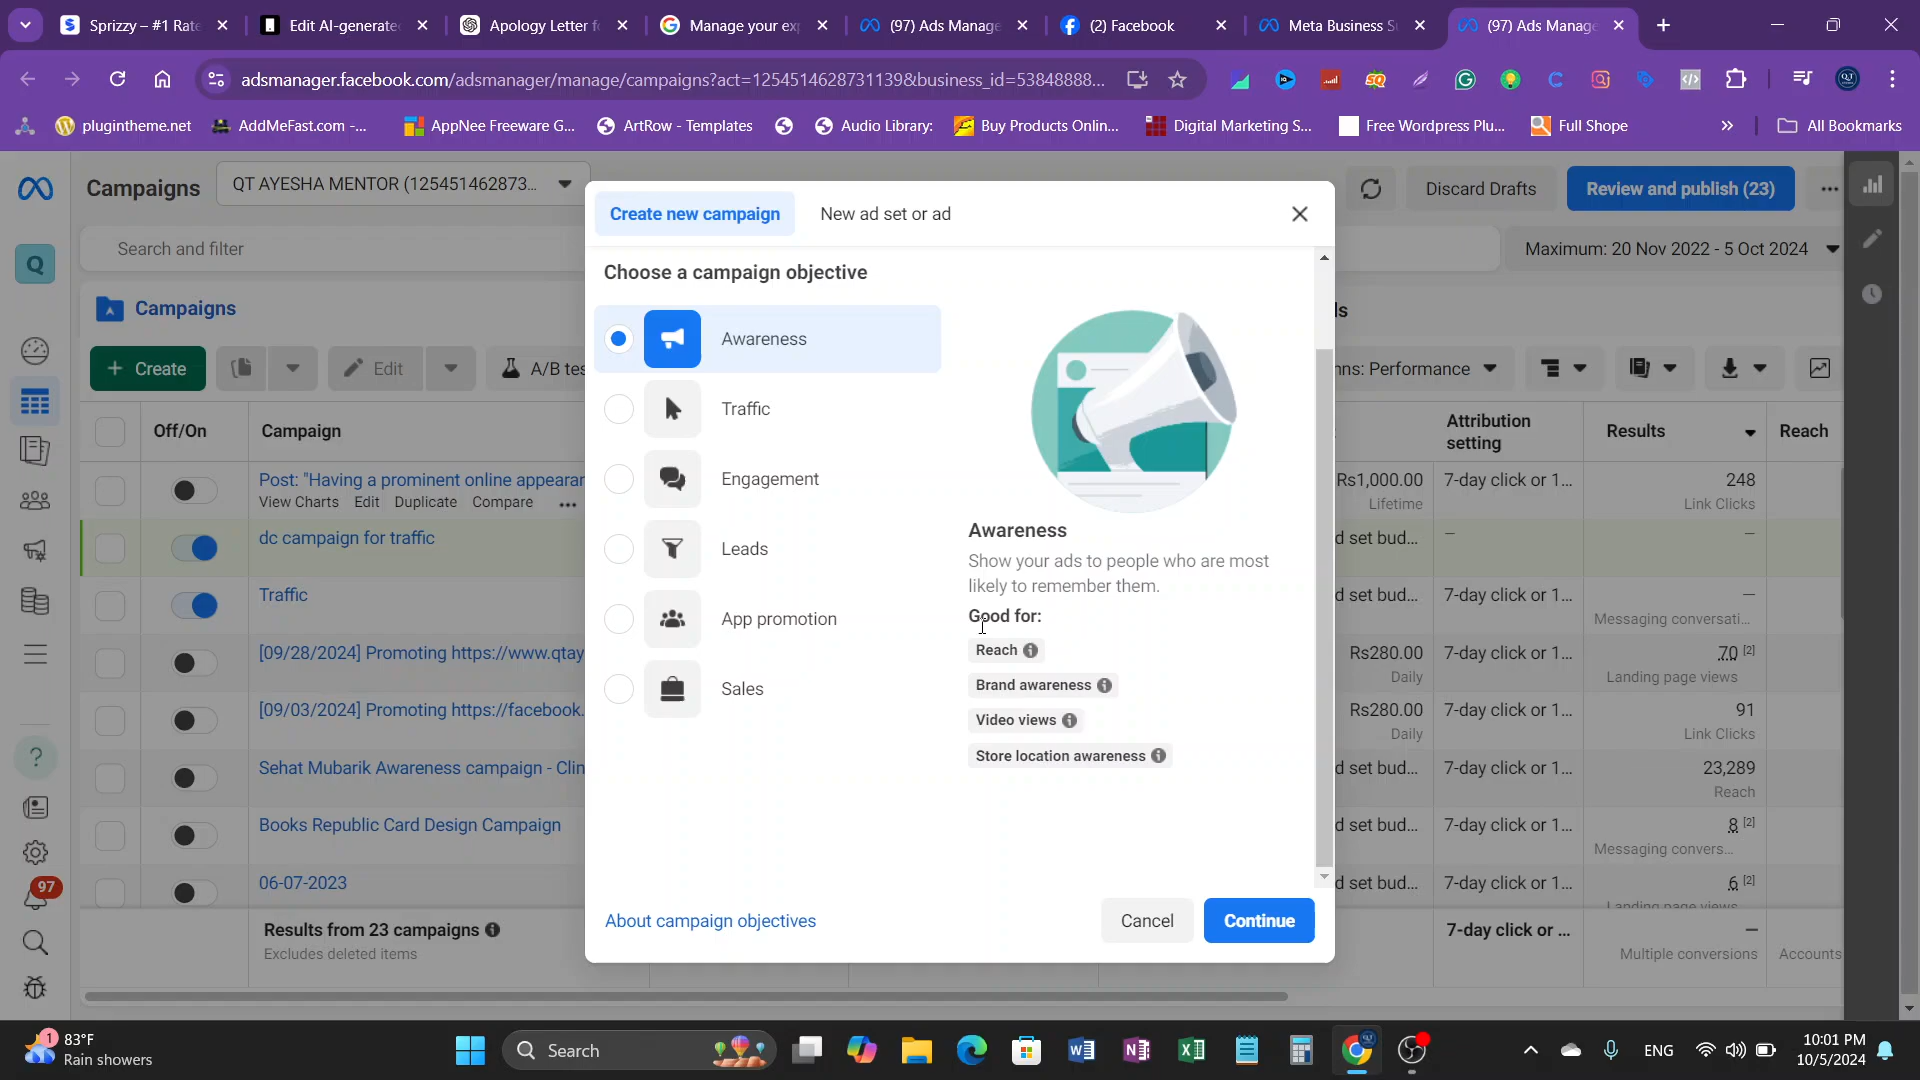 Sprizzy – #1 Rate
Edit AI-generate
Apology Letter f
Manage your ex
(97) Ads Manage
(2) Facebook
Meta Business S
(97) Ads Manage
adsmanager.facebook.com/adsmanager/manage/campaigns?act=1254514628731139&business_id=53848888...
plugintheme.net
AddMeFast.com -...
AppNee Freeware G...
ArtRow - Templates
Audio Library:
Buy Products Onlin...
Digital Marketing S...
Free Wordpress Plu...
Full Shope
All Bookmarks
Campaigns
QT AYESHA MENTOR (125451462873...
Discard Drafts
Review and publish (23)
Create new campaign
New ad set or ad
Search and filter
Maximum: 20 Nov 2022 - 5 Oct 2024
Q
Choose a campaign objective
Campaigns
ds
Create
Edit
A/B tes
ns: Performance
Awareness
Traffic
Engagement
Leads
App promotion
Sales
Awareness
Show your ads to people who are most
likely to remember them.
Good for:
Reach
Brand awareness
Video views
Store location awareness
About campaign objectives
Cancel
Continue
Off/On
Campaign
Attribution
setting
Results
Reach
Post: "Having a prominent online appearar
View Charts Edit Duplicate Compare
Rs1,000.00
Lifetime
7-day click or 1...
248
Link Clicks
dc campaign for traffic
d set bud...
–
—
Traffic
d set bud...
7-day click or 1...
—
Messaging conversati...
[09/28/2024] Promoting https://www.qtay
Rs280.00
Daily
7-day click or 1...
70 [2]
Landing page views
[09/03/2024] Promoting https://facebook.
Rs280.00
Daily
7-day click or 1...
91
Link Clicks
Sehat Mubarik Awareness campaign - Clin
d set bud...
7-day click or 1...
23,289
Reach
Books Republic Card Design Campaign
d set bud...
7-day click or 1...
8 [2]
Messaging convers...
06-07-2023
d set bud...
7-day click or 1...
6 [2]
Landing page views
Results from 23 campaigns
Excludes deleted items
7-day click or ...
—
Multiple conversions
Accounts
97
1
83°F
Rain showers
Search
ENG
10:01 PM
10/5/2024